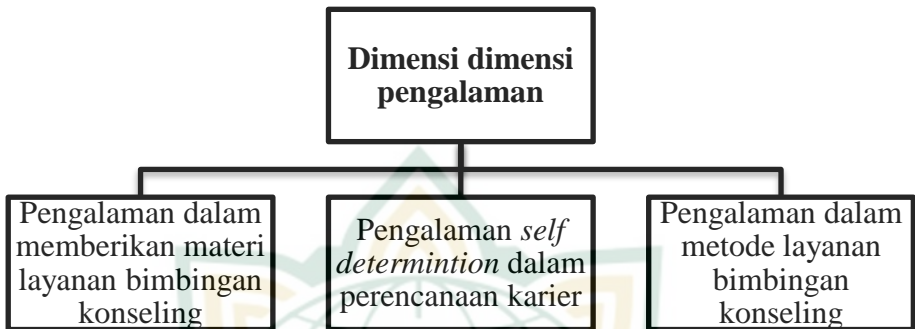 Dimensi dimensi
pengalaman
Pengalaman dalam
memberikan materi
layanan bimbingan
konseling
Pengalaman self
determintion dalam
perencanaan karier
Pengalaman dalam
metode layanan
bimbingan
konseling